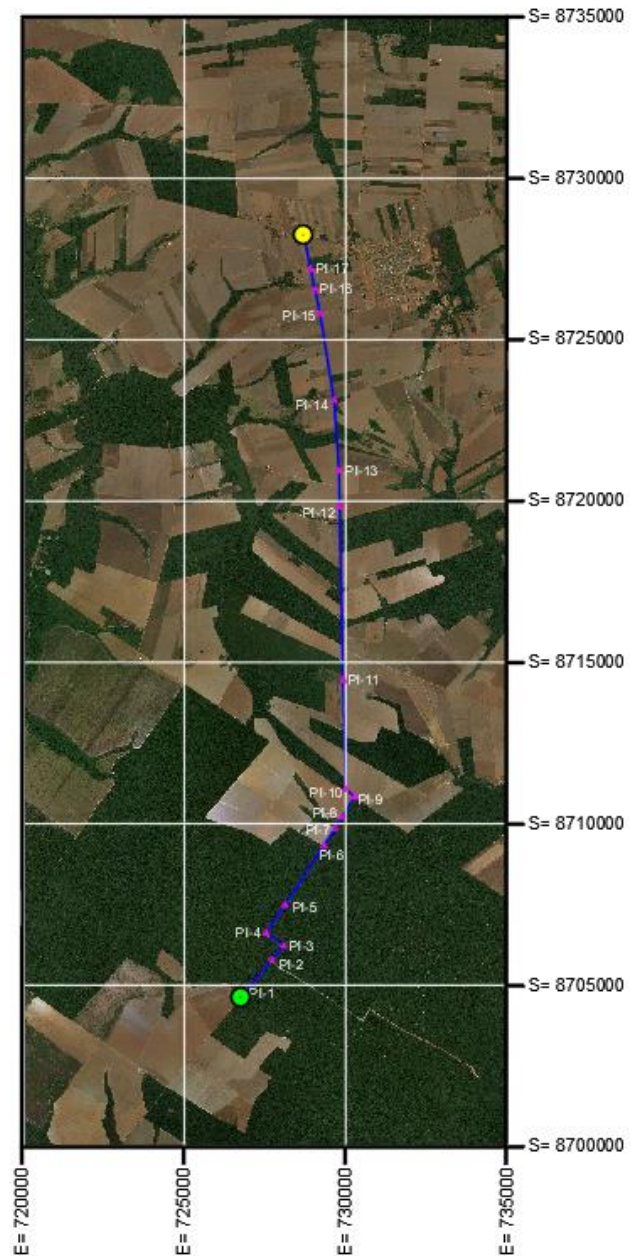 S= 8735000
S= 8730000
PI-17
PI-16
PI-15
S= 8725000
PI-14
PI-13
S= 8720000
PI-12
S= 8715000
PI-11
PI-10
PI-9
PI-8
S= 8710000
PI-7
PI-6
PI-5
PI-4
PI-3
PI-2
S= 8705000
PI-1
S= 8700000
E= 720000
E= 725000
E= 730000
E= 735000